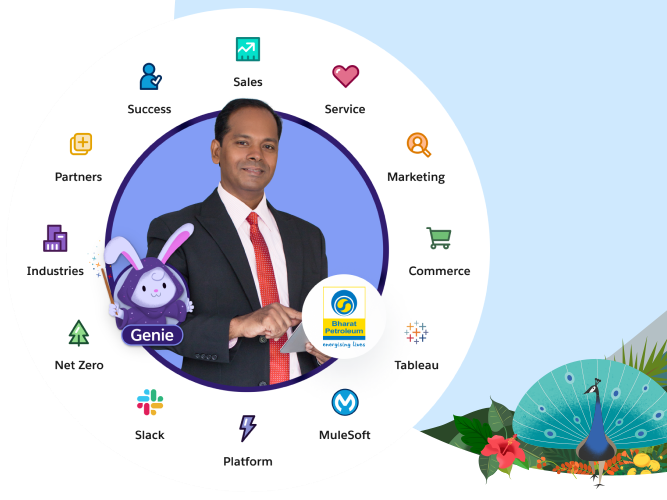 Sales
Success
Service
Partners
Marketing
Industries
Commerce
Genie
Bharat
Petroleum
energising lives
Net Zero
Tableau
Slack
MuleSoft
Platform